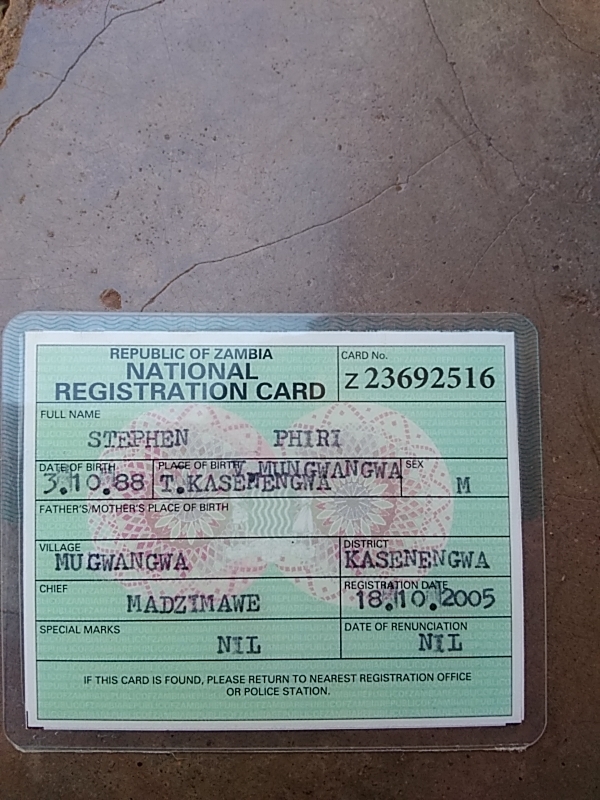 REPUBLIC OF ZAMBIA
NATIONAL
REGISTRATION CARD
CARD No.
Z 23692516
FULL NAME
STEPHEN PHIRI
DATE OF BIRTH
3.10.88
PLACE OF BIRTH
V.MUNGWANGWA
T.KASENENGWA
SEX
M
FATHER'S/MOTHER'S PLACE OF BIRTH
VILLAGE
MUGWANGWA
DISTRICT
KASENENGWA
CHIEF
MADZIMAWE
REGISTRATION DATE
18.10.2005
SPECIAL MARKS
NIL
DATE OF RENUNCIATION
NIL
IF THIS CARD IS FOUND, PLEASE RETURN TO NEAREST REGISTRATION OFFICE
OR POLICE STATION.